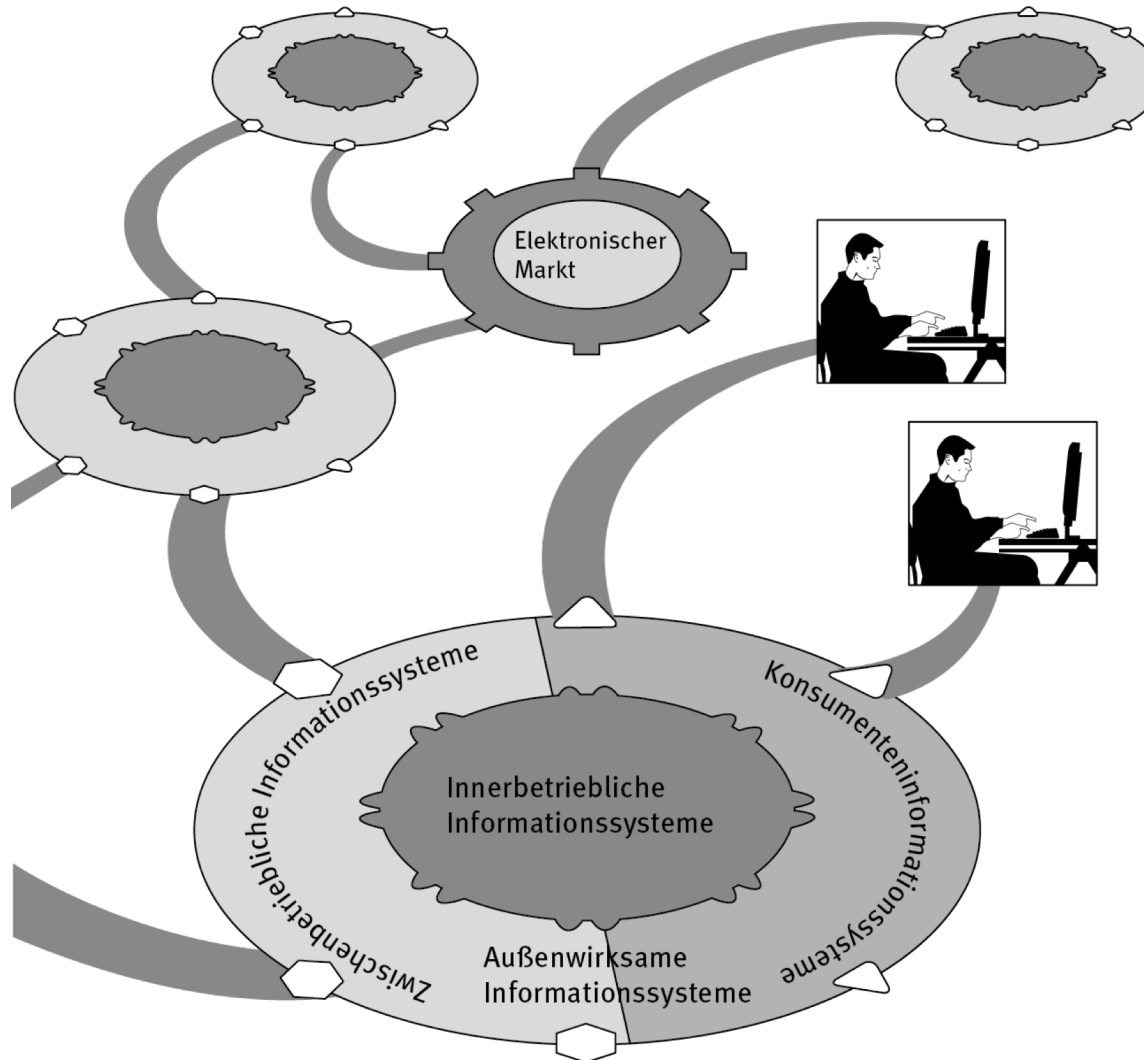 Elektronischer
Markt
Zwischenbetriebliche Informationssysteme
Konsumenteninformationssysteme
Innerbetriebliche
Informationssysteme
Außenwirksame
Informationssysteme